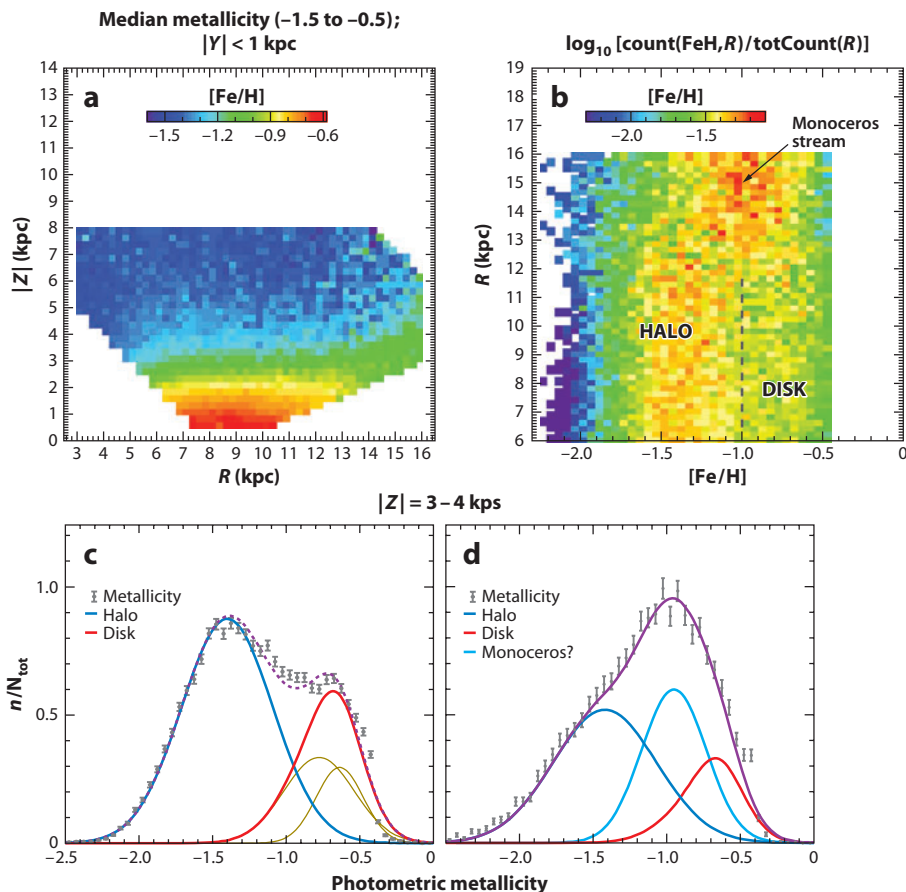 Median metallicity (–1.5 to –0.5);
|Y| < 1 kpc
a
[Fe/H]
−1.5 −1.2 −0.9 −0.6
14
13
12
11
10
9
8
7
6
5
4
3
2
1
0
|Z| (kpc)
3 4 5 6 7 8 9 10 11 12 13 14 15 16
R (kpc)
log10 [count(FeH,R)/totCount(R)]
b
[Fe/H]
−2.0 −1.5
Monoceros
stream
19
18
17
16
15
14
13
12
11
10
9
8
7
6
R (kpc)
HALO
DISK
−2.0 −1.5 −1.0 −0.5 0
[Fe/H]
|Z| = 3 – 4 kps
c
Metallicity
Halo
Disk
1.0
0.5
0
n/Ntot
−2.5 −2.0 −1.5 −1.0 −0.5 0
d
Metallicity
Halo
Disk
Monoceros?
−2.0 −1.5 −1.0 −0.5 0
Photometric metallicity